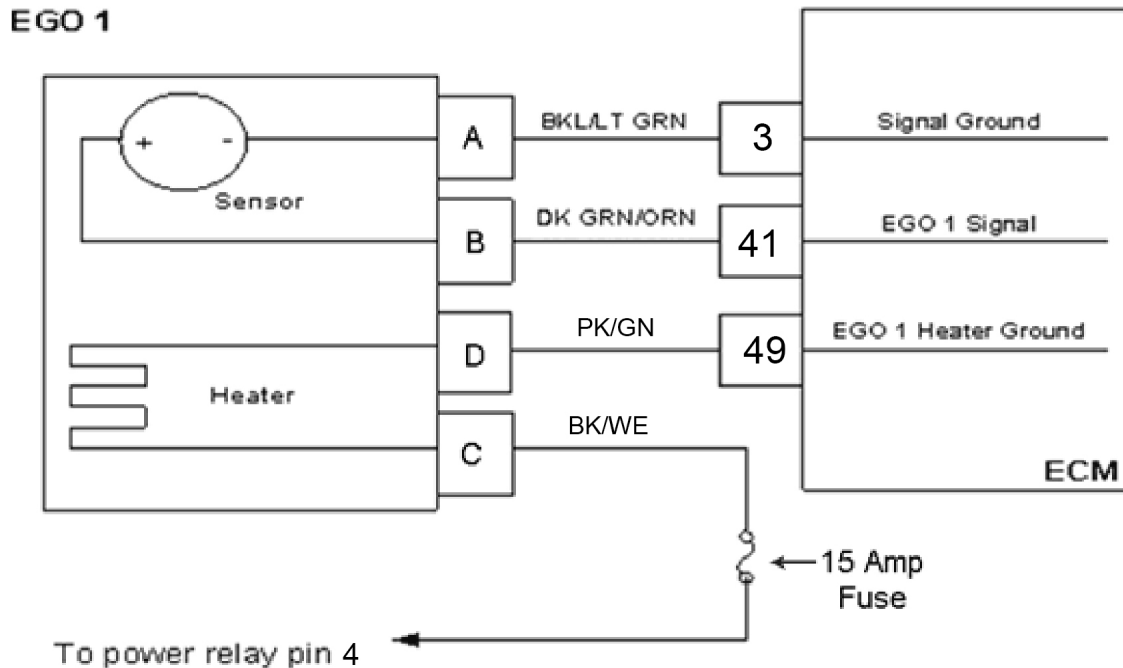 EGO 1
+ -
Sensor
A
BKL/LT GRN
3
Signal Ground
B
DK GRN/ORN
41
EGO 1 Signal
D
PK/GN
49
EGO 1 Heater Ground
Heater
C
BK/WE
ECM
15 Amp
Fuse
To power relay pin 4